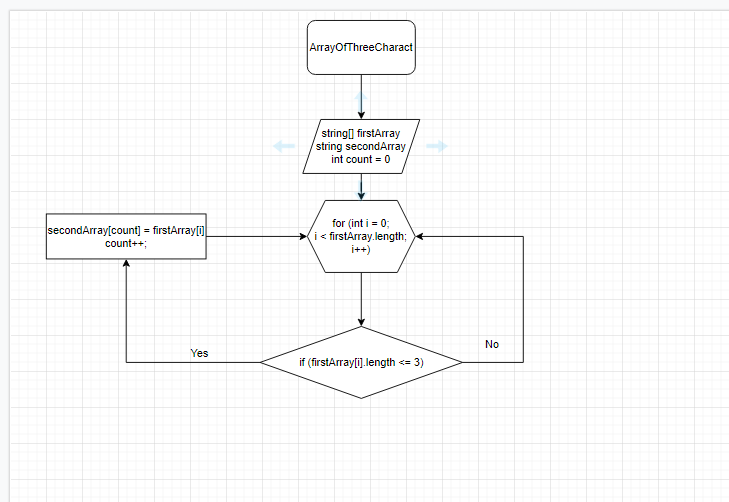 ArrayOfThreeCharact
string[] firstArray
string secondArray
int count = 0
for (int i = 0;
i < firstArray.length;
i++)
secondArray[count] = firstArray[i]
count++;
Yes
if (firstArray[i].length <= 3)
No